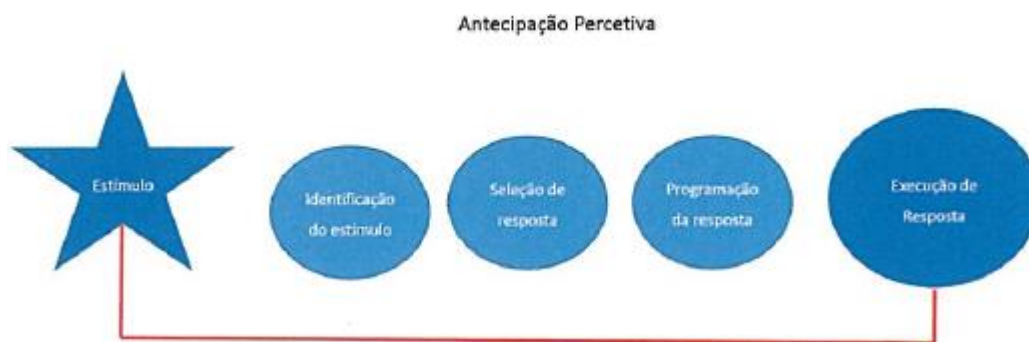 Antecipação Percetiva
Estímulo
Identificação
do estímulo
Seleção de
resposta
Programação
da resposta
Execução de
Resposta